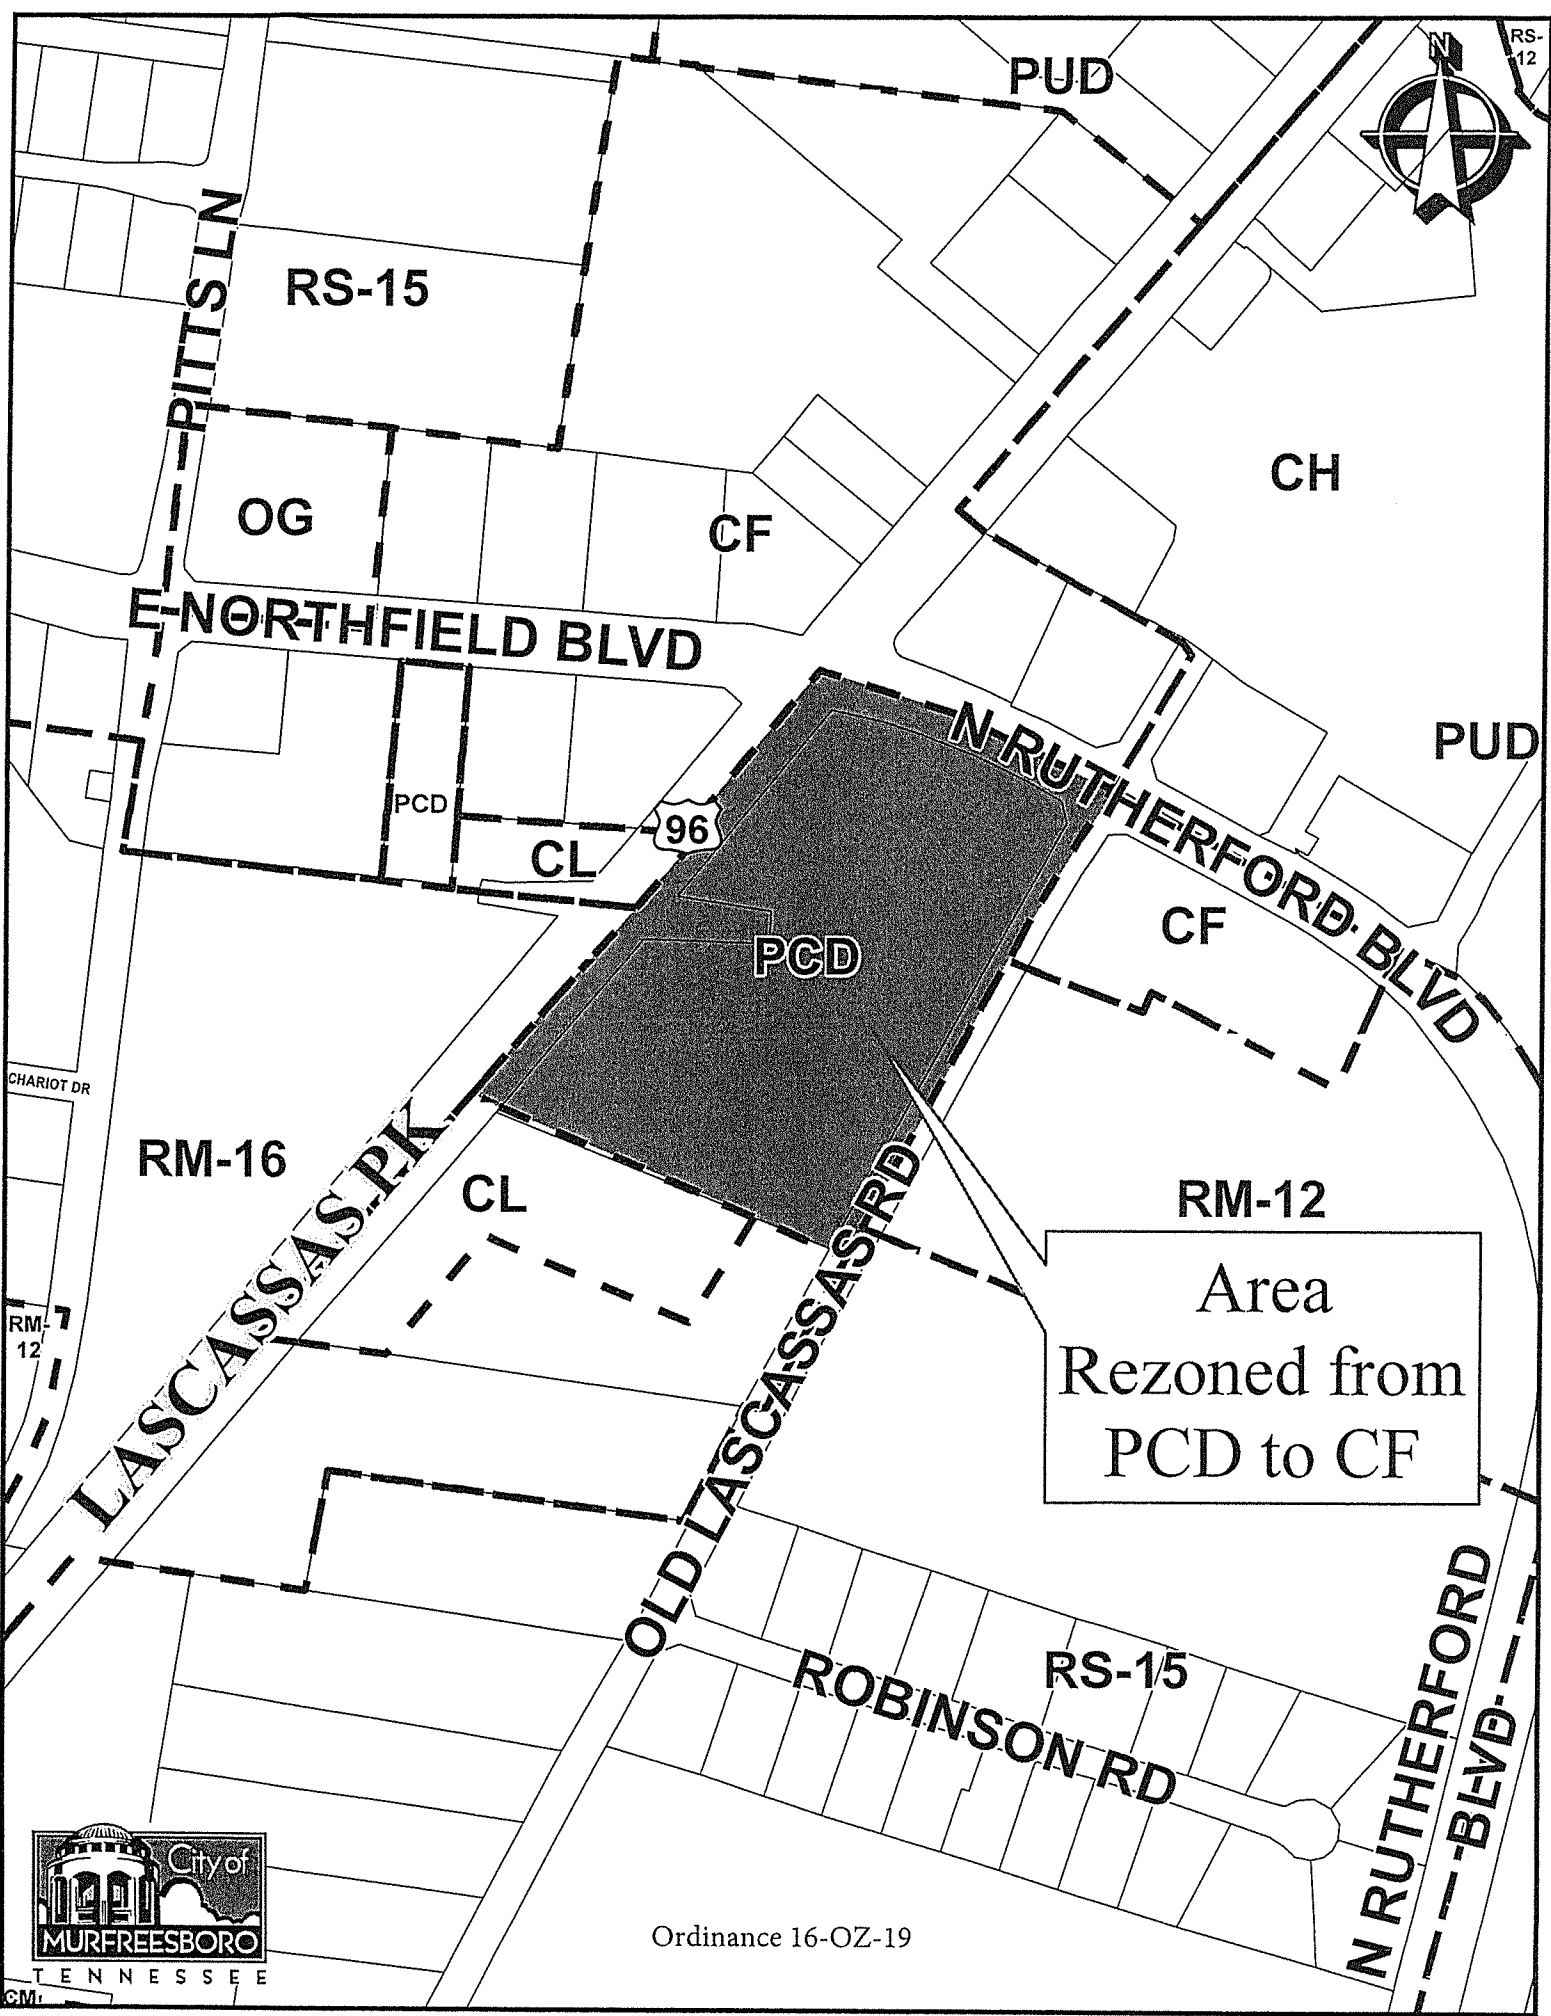 RS-
12
N
PUD
PITTS LN
RS-15
CH
OG
CF
E NORTHFIELD BLVD
N RUTHERFORD BLVD
PUD
PCD
96
CL
CF
PCD
CHARIOT DR
RM-16
LASCASSAS PK
CL
OLD LASCASSAS RD
RM-12
Area
Rezoned from
PCD to CF
RM-
12
RS-15
ROBINSON RD
N RUTHERFORD
BLVD
City of
MURFREESBORO
TENNESSEE
Ordinance 16-OZ-19
CM